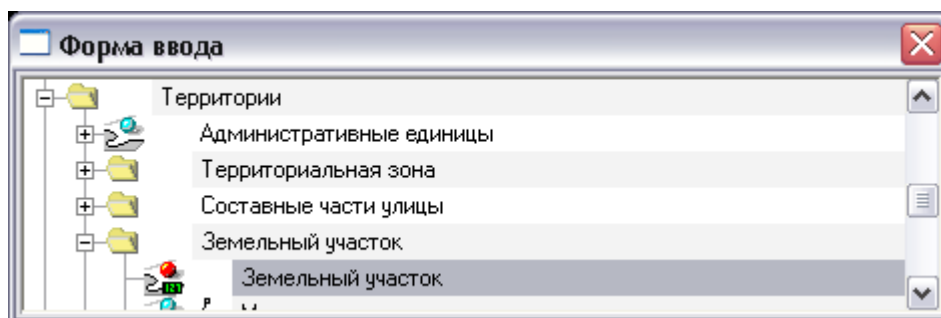 Форма ввода
Территории
Административные единицы
Территориальная зона
Составные части улицы
Земельный участок
Земельный участок